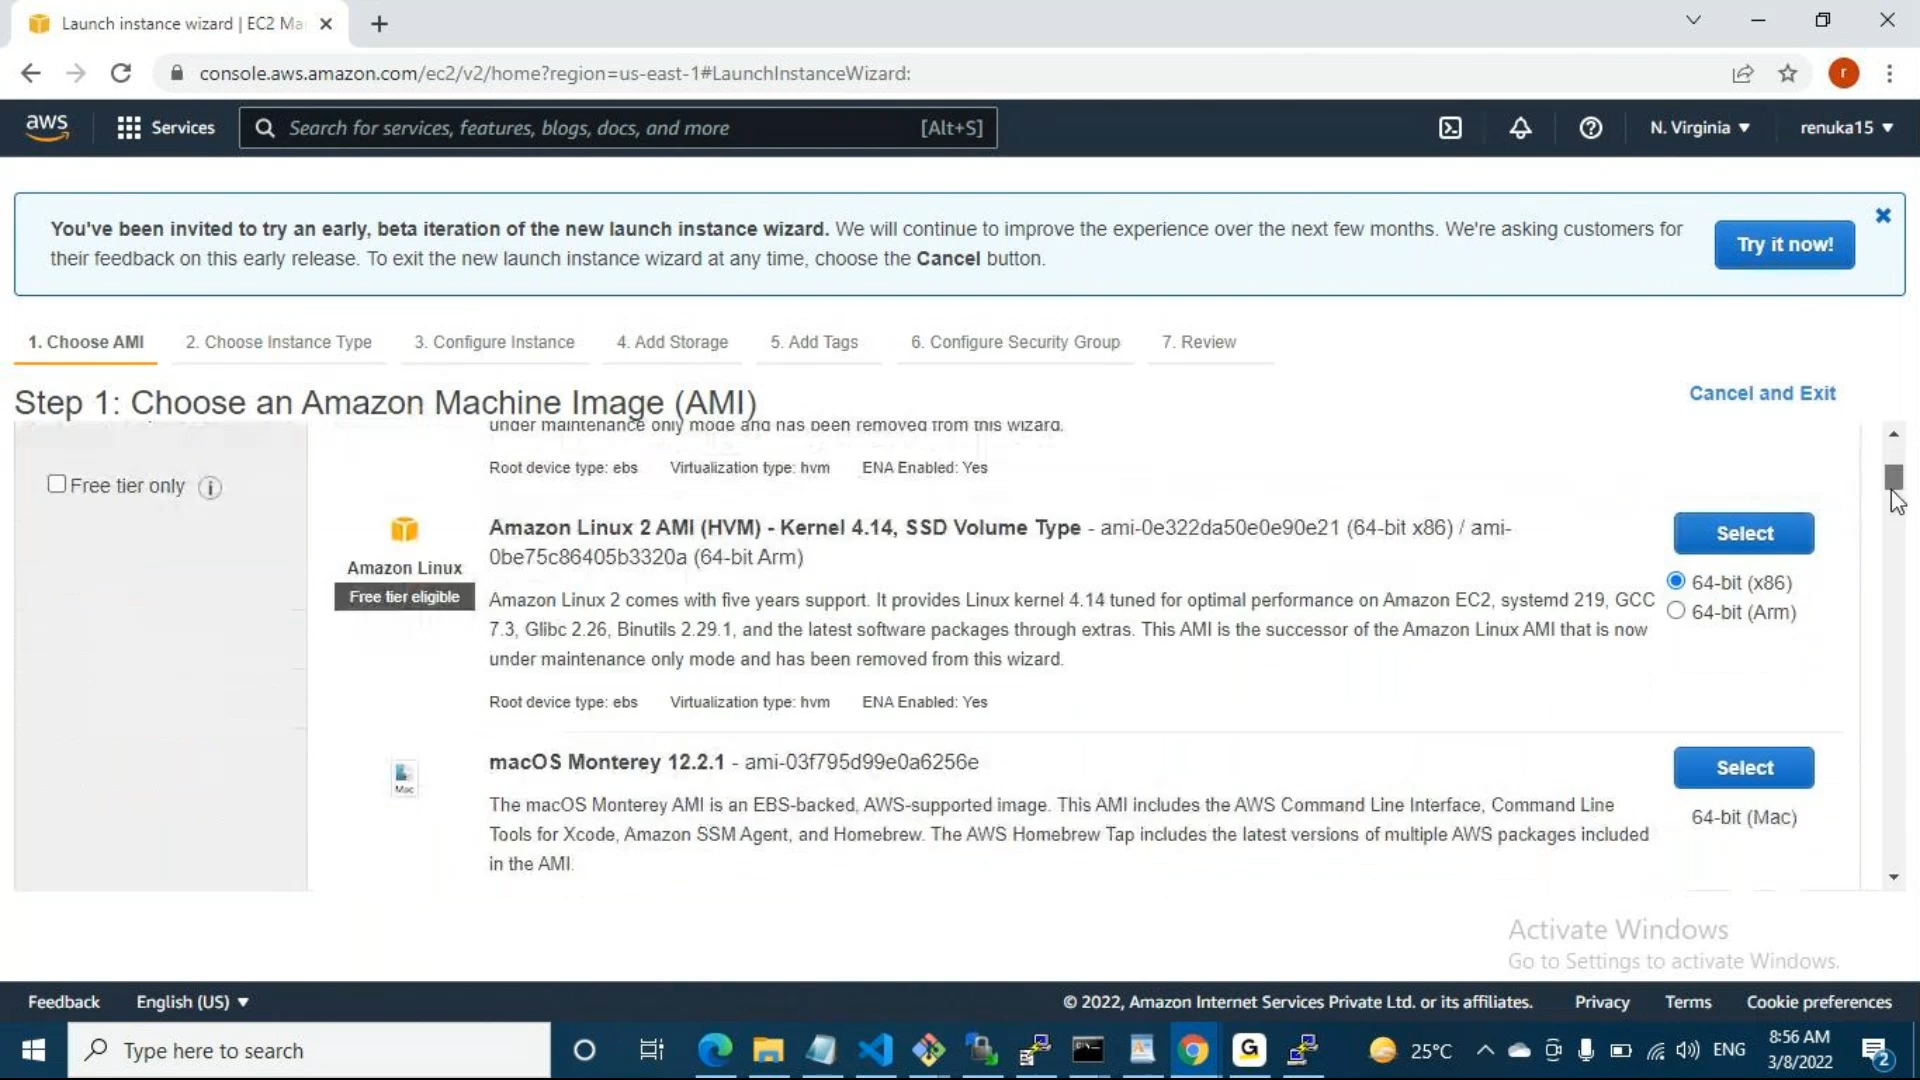 Launch instance wizard | EC2 Ma
console.aws.amazon.com/ec2/v2/home?region=us-east-1#LaunchInstanceWizard:
r
aws
Services
Search for services, features, blogs, docs, and more
[Alt+S]
N. Virginia
renuka15
You've been invited to try an early, beta iteration of the new launch instance wizard. We will continue to improve the experience over the next few months. We're asking customers for
their feedback on this early release. To exit the new launch instance wizard at any time, choose the Cancel button.
Try it now!
1. Choose AMI
2. Choose Instance Type
3. Configure Instance
4. Add Storage
5. Add Tags
6. Configure Security Group
7. Review
Step 1: Choose an Amazon Machine Image (AMI)
Cancel and Exit
under maintenance only mode and has been removed from this wizard.
Root device type: ebs
Virtualization type: hvm
ENA Enabled: Yes
Free tier only
Amazon Linux
Free tier eligible
Amazon Linux 2 AMI (HVM) - Kernel 4.14, SSD Volume Type - ami-0e322da50e0e90e21 (64-bit x86) / ami-
0be75c86405b3320a (64-bit Arm)
Amazon Linux 2 comes with five years support. It provides Linux kernel 4.14 tuned for optimal performance on Amazon EC2, systemd 219, GCC
7.3, Glibc 2.26, Binutils 2.29.1, and the latest software packages through extras. This AMI is the successor of the Amazon Linux AMI that is now
under maintenance only mode and has been removed from this wizard.
Root device type: ebs
Virtualization type: hvm
ENA Enabled: Yes
Select
64-bit (x86)
64-bit (Arm)
Mac
macOS Monterey 12.2.1 - ami-03f795d99e0a6256e
The macOS Monterey AMI is an EBS-backed, AWS-supported image. This AMI includes the AWS Command Line Interface, Command Line
Tools for Xcode, Amazon SSM Agent, and Homebrew. The AWS Homebrew Tap includes the latest versions of multiple AWS packages included
in the AMI.
Select
64-bit (Mac)
Activate Windows
Go to Settings to activate Windows.
Feedback
English (US)
© 2022, Amazon Internet Services Private Ltd. or its affiliates.
Privacy
Terms
Cookie preferences
Type here to search
G
25°C
ENG
8:56 AM
3/8/2022
2